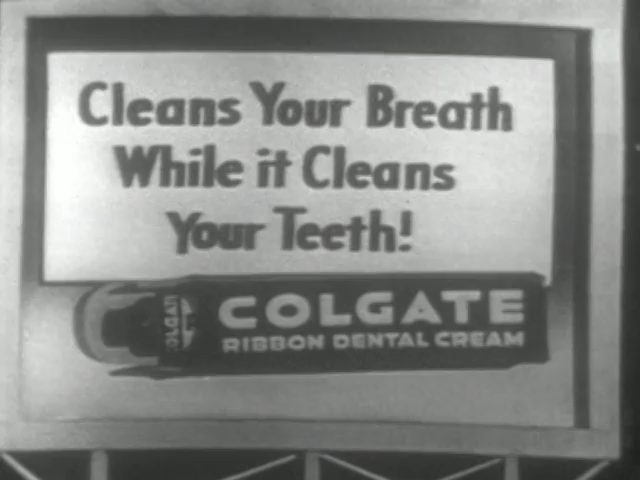 Cleans Your Breath
While it Cleans
Your Teeth!
COLGATE
COLGATE
RIBBON DENTAL CREAM